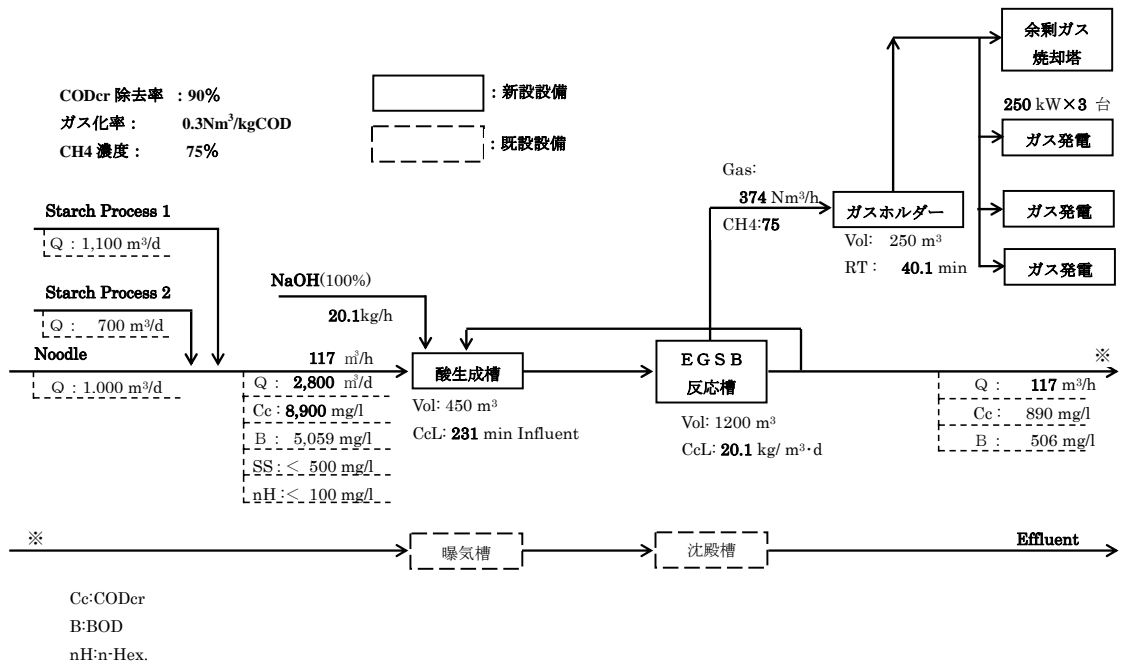 余剰ガス
焼却塔
CODcr 除去率 ：90%
ガス化率： 0.3Nm³/kgCOD
CH4 濃度： 75%
：新設設備
：既設設備
250 kW×3 台
ガス発電
Gas:
374 Nm³/h
CH4:75
ガスホルダー
Vol: 250 m³
RT : 40.1 min
ガス発電
ガス発電
Starch Process 1
Q : 1,100 m³/d
Starch Process 2
Q : 700 m³/d
Noodle
Q : 1.000 m³/d
NaOH(100%)
20.1kg/h
117 m³/h
Q : 2,800 m³/d
Cc : 8,900 mg/l
B : 5,059 mg/l
SS : < 500 mg/l
nH :< 100 mg/l
酸生成槽
Vol: 450 m³
CcL: 231 min Influent
ＥＧＳＢ
反応槽
Vol: 1200 m³
CcL: 20.1 kg/ m³･d
※
Q : 117 m³/h
Cc: 890 mg/l
B : 506 mg/l
※
曝気槽
沈殿槽
Effluent
Cc:CODcr
B:BOD
nH:n-Hex.